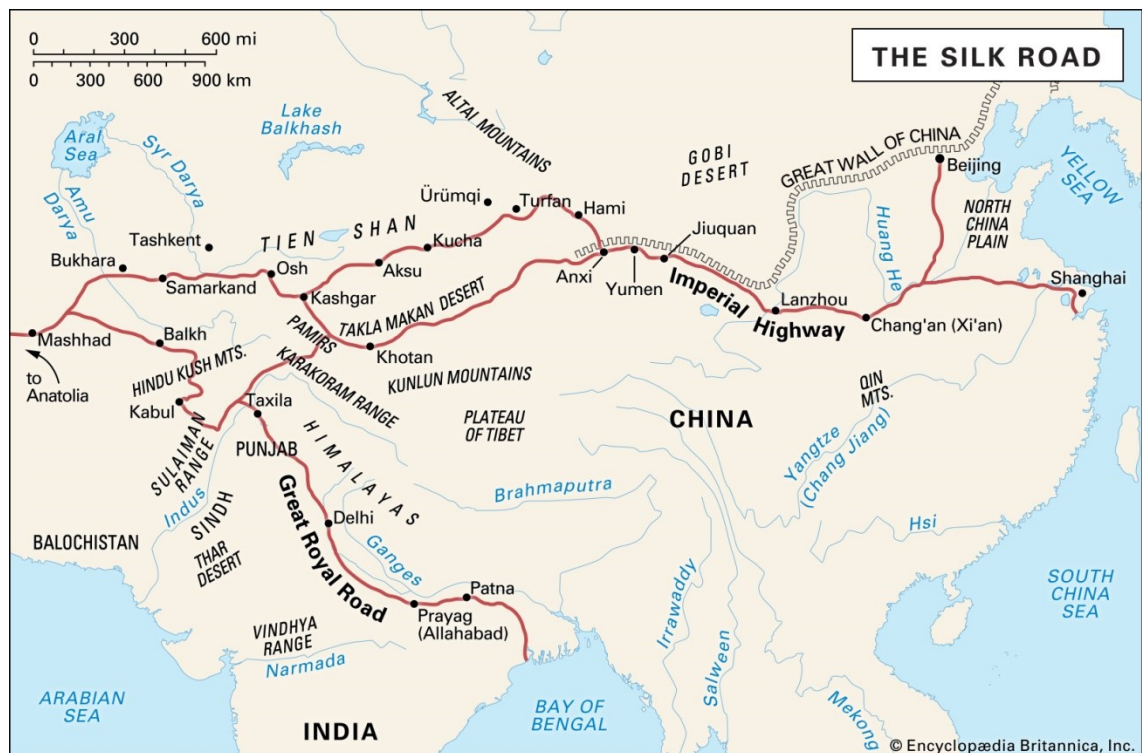 0 300 600 mi
0 300 600 900 km
THE SILK ROAD
ALTAI MOUNTAINS
Lake
Balkhash
Aral
Sea
Syr Darya
Amu
Darya
GOBI
DESERT
GREAT WALL OF CHINA
Beijing
YELLOW
SEA
Ürümqi
Turfan
Hami
Huang He
NORTH
CHINA
PLAIN
Tashkent
TIEN SHAN
Kucha
Jiuquan
Bukhara
Osh
Aksu
Anxi
Yumen
Shanghai
Samarkand
Kashgar
TAKLA MAKAN DESERT
Imperial
Highway
Lanzhou
Chang'an (Xi'an)
Mashhad
Balkh
PAMIRS
Khotan
to
Anatolia
HINDU KUSH MTS.
KARAKORAM RANGE
KUNLUN MOUNTAINS
QIN
MTS.
Kabul
Taxila
PLATEAU
OF TIBET
CHINA
SULAIMAN
RANGE
PUNJAB
HIMALAYAS
Yangtze
(Chang Jiang)
Indus
SINDH
Great Royal Road
Brahmaputra
Delhi
Hsi
BALOCHISTAN
THAR
DESERT
Ganges
Patna
Prayag
(Allahabad)
Irrawaddy
SOUTH
CHINA
SEA
VINDHYA
RANGE
Narmada
Salween
ARABIAN
SEA
INDIA
BAY OF
BENGAL
Mekong
© Encyclopædia Britannica, Inc.